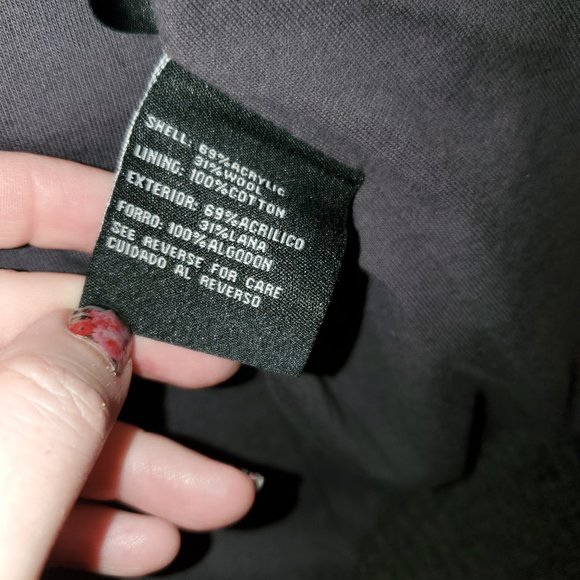 SHELL: 69%ACRYLIC
31%WOOL
LINING: 100%COTTON
EXTERIOR: 69%ACRILICO
31%LANA
FORRO: 100%ALGODON
SEE REVERSE FOR CARE
CUIDADO AL REVERSO